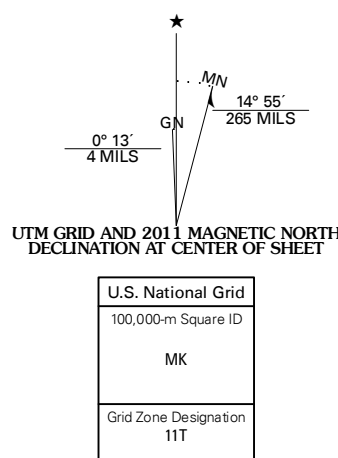 MN
GN
14° 55´
265 MILS
0° 13´
4 MILS
UTM GRID AND 2011 MAGNETIC NORTH
DECLINATION AT CENTER OF SHEET
U.S. National Grid
100,000-m Square ID
MK
Grid Zone Designation
11T